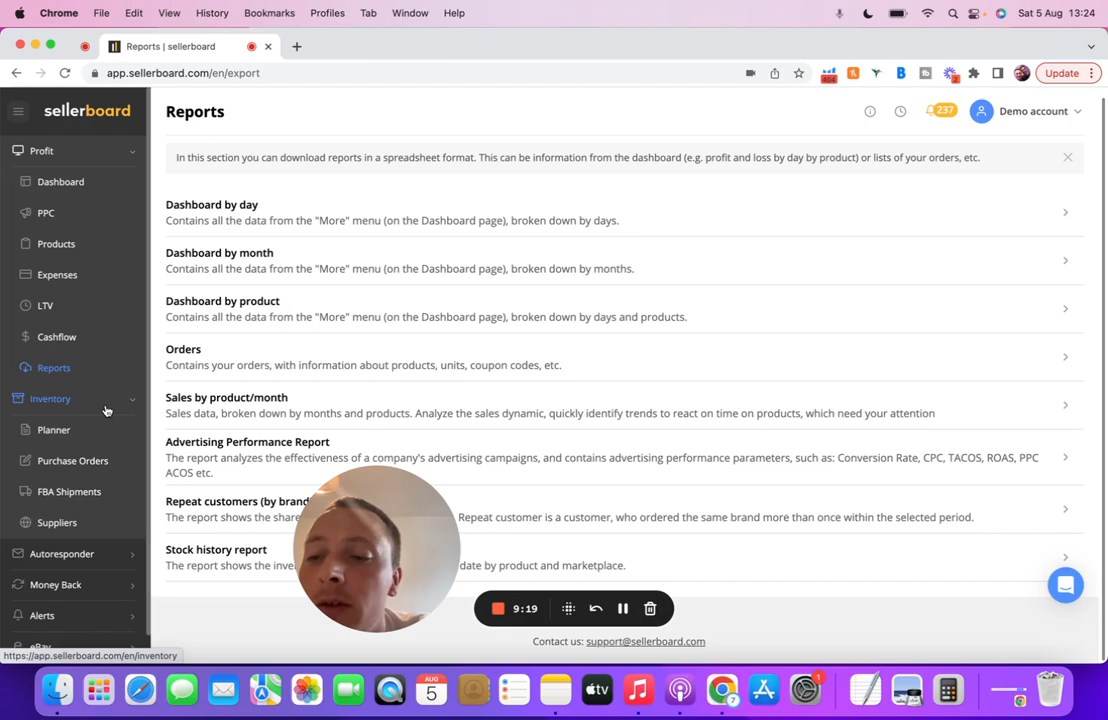 Chrome File Edit View History Bookmarks Profiles Tab Window Help Sat 5 Aug 13:24
Reports | sellerboard
app.sellerboard.com/en/export 404 2 Update
sellerboard
Reports
237 Demo account
Profit
In this section you can download reports in a spreadsheet format. This can be information from the dashboard (e.g. profit and loss by day by product) or lists of your orders, etc.
Dashboard
PPC
Products
Expenses
LTV
Cashflow
Reports
Inventory
Planner
Purchase Orders
FBA Shipments
Suppliers
Autoresponder
Money Back
Alerts
eBay
Dashboard by day
Contains all the data from the "More" menu (on the Dashboard page), broken down by days.
Dashboard by month
Contains all the data from the "More" menu (on the Dashboard page), broken down by months.
Dashboard by product
Contains all the data from the "More" menu (on the Dashboard page), broken down by days and products.
Orders
Contains your orders, with information about products, units, coupon codes, etc.
Sales by product/month
Sales data, broken down by months and products. Analyze the sales dynamic, quickly identify trends to react on time on products, which need your attention
Advertising Performance Report
The report analyzes the effectiveness of a company's advertising campaigns, and contains advertising performance parameters, such as: Conversion Rate, CPC, TACOS, ROAS, PPC
ACOS etc.
Repeat customers (by brand
The report shows the share Repeat customer is a customer, who ordered the same brand more than once within the selected period.
Stock history report
The report shows the inve date by product and marketplace.
9:19
Contact us: support@sellerboard.com
https://app.sellerboard.com/en/inventory
AUG
5
tv
7
1